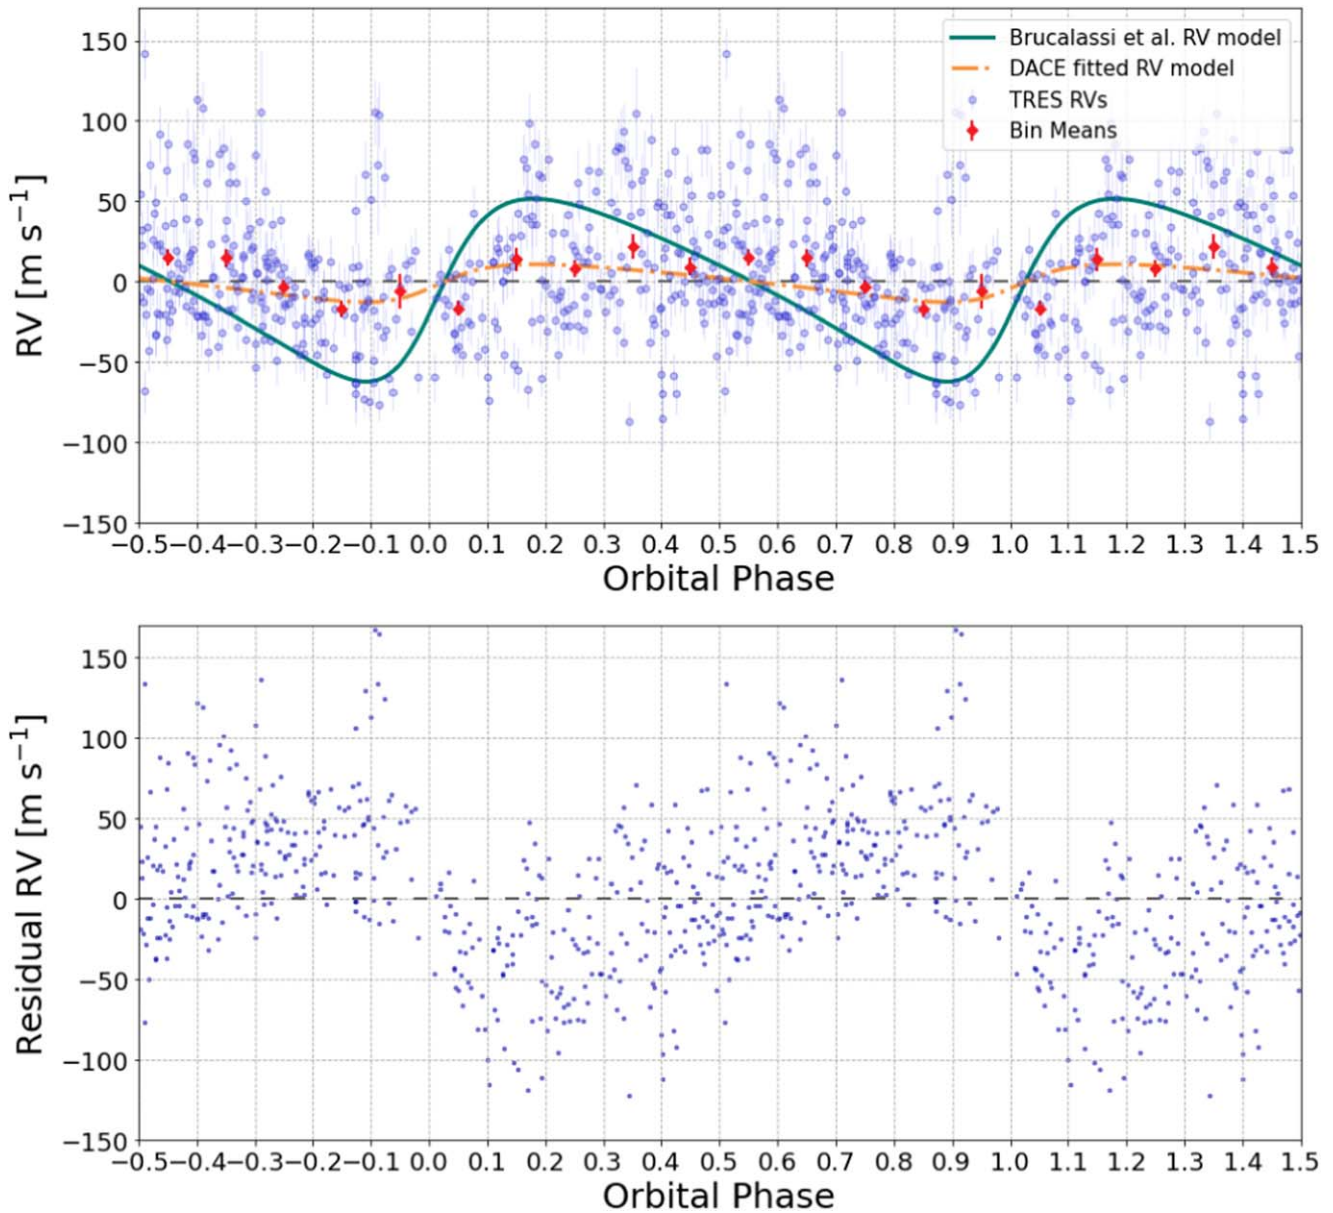 Brucalassi et al. RV model
DACE fitted RV model
TRES RVs
Bin Means
150
100
50
0
−50
−100
−150
RV [m s−1]
−0.5 −0.4 −0.3 −0.2 −0.1 0.0 0.1 0.2 0.3 0.4 0.5 0.6 0.7 0.8 0.9 1.0 1.1 1.2 1.3 1.4 1.5
Orbital Phase
150
100
50
0
−50
−100
−150
Residual RV [m s−1]
−0.5 −0.4 −0.3 −0.2 −0.1 0.0 0.1 0.2 0.3 0.4 0.5 0.6 0.7 0.8 0.9 1.0 1.1 1.2 1.3 1.4 1.5
Orbital Phase